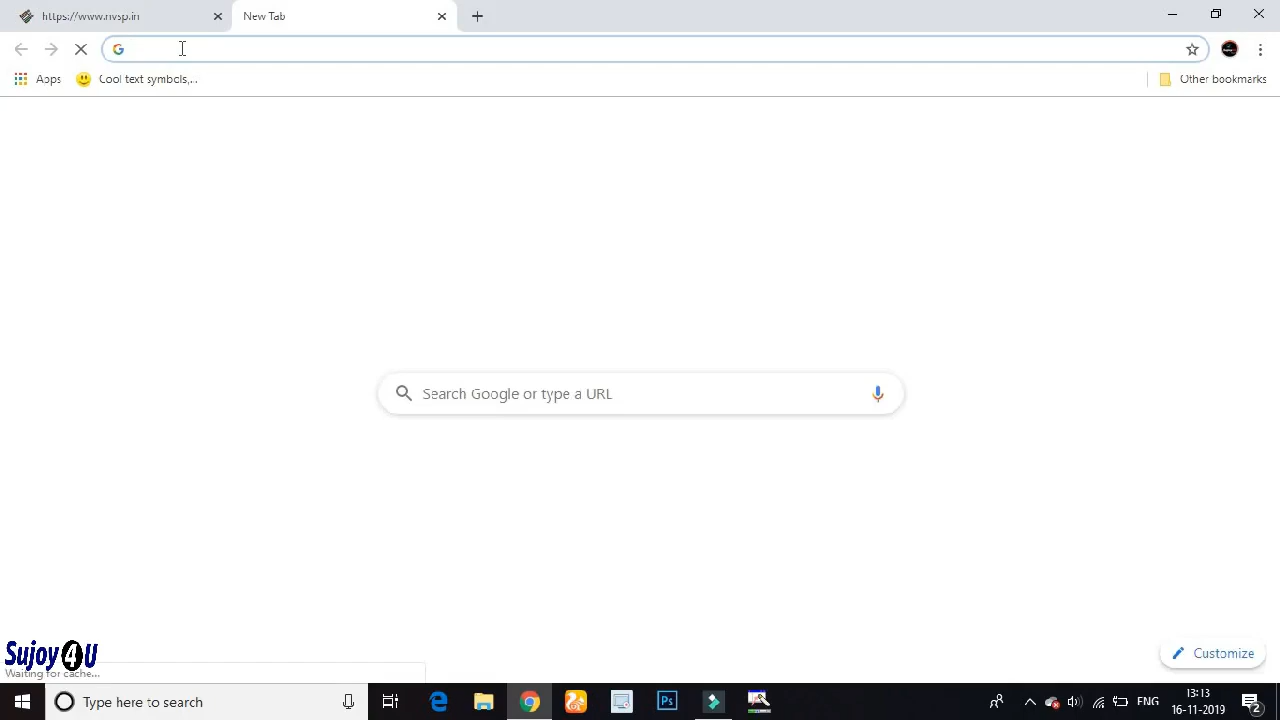 https://www.nvsp.in
New Tab
Apps
Cool text symbols,...
Other bookmarks
Search Google or type a URL
Customize
Sujoy4U
Waiting for cache...
Type here to search
Ps
ENG
13:13
16-11-2019
2